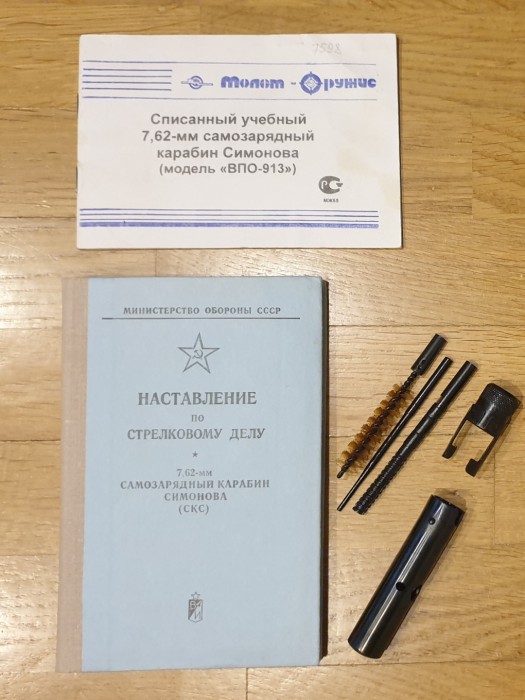 7598
Молот - Оружие
Списанный учебный
7,62-мм самозарядный
карабин Симонова
(модель «ВПО-913»)
МИНИСТЕРСТВО ОБОРОНЫ СССР
НАСТАВЛЕНИЕ
ПО
СТРЕЛКОВОМУ ДЕЛУ
7,62-мм
САМОЗАРЯДНЫЙ КАРАБИН
СИМОНОВА
(СКС)